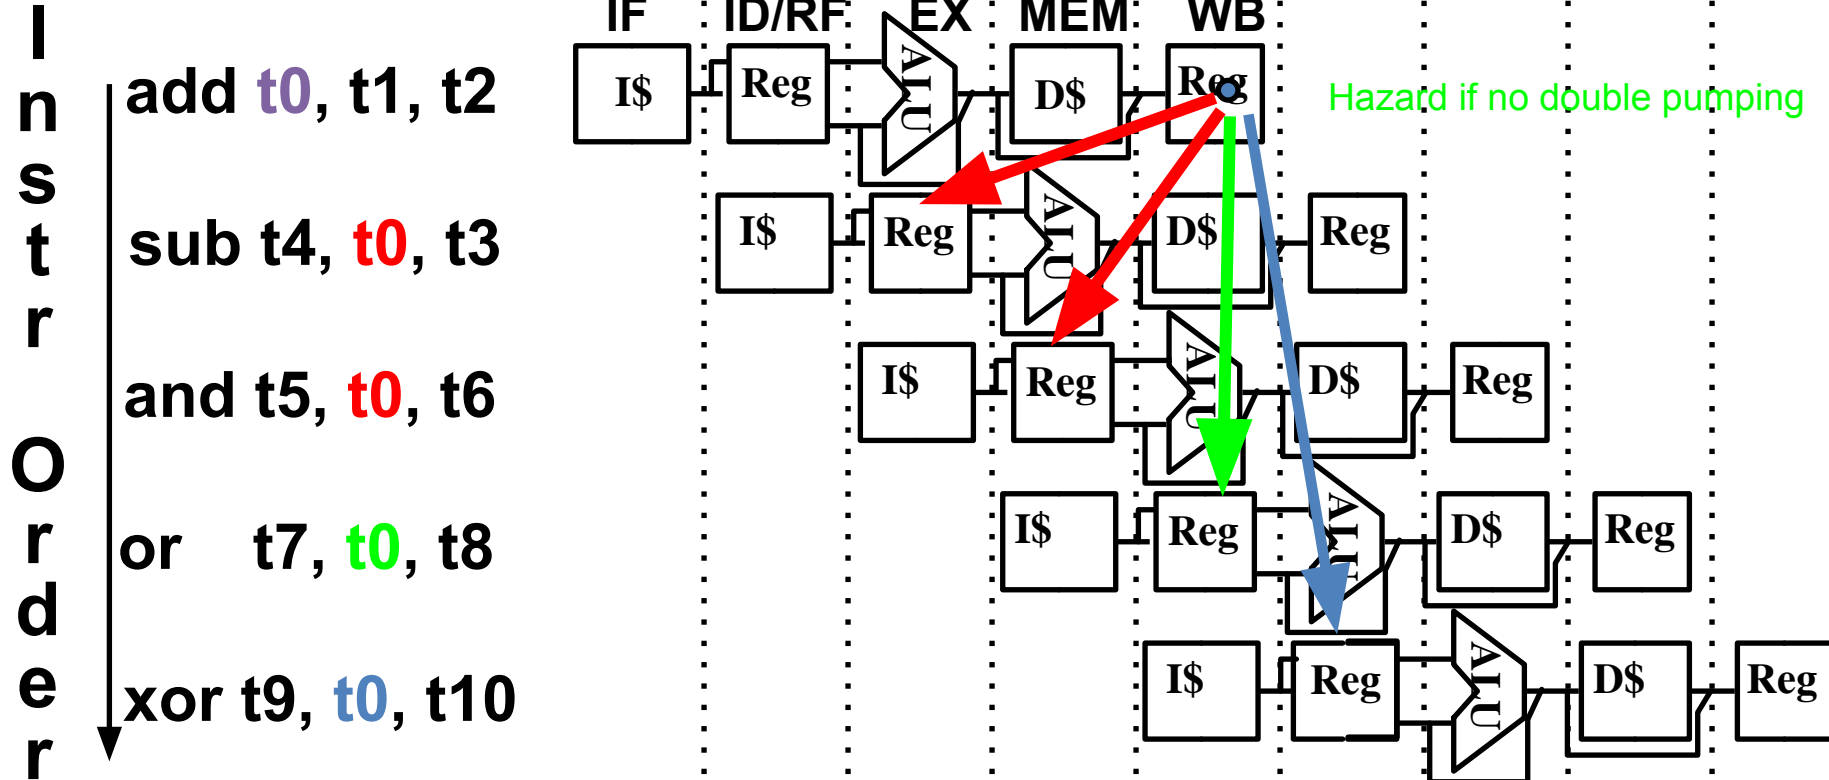 Instr Order
IF ID/RF EX MEM WB
add t0, t1, t2
I$ Reg ALU D$ Reg
Hazard if no double pumping
sub t4, t0, t3
I$ Reg ALU D$ Reg
and t5, t0, t6
I$ Reg ALU D$ Reg
or t7, t0, t8
I$ Reg ALU D$ Reg
xor t9, t0, t10
I$ Reg ALU D$ Reg